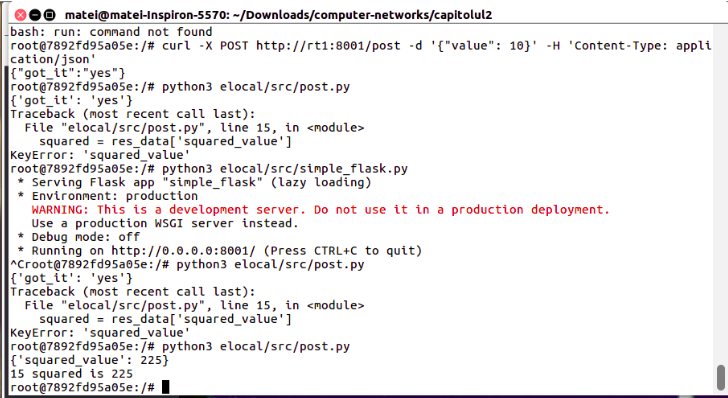 matei@matei-Inspiron-5570: ~/Downloads/computer-networks/capitolul2
bash: run: command not found
root@7892fd95a05e:/# curl -X POST http://rt1:8001/post -d '{"value": 10}' -H 'Content-Type: appli
cation/json'
{"got_it":"yes"}
root@7892fd95a05e:/# python3 elocal/src/post.py
{'got_it': 'yes'}
Traceback (most recent call last):
  File "elocal/src/post.py", line 15, in <module>
    squared = res_data['squared_value']
KeyError: 'squared_value'
root@7892fd95a05e:/# python3 elocal/src/simple_flask.py
 * Serving Flask app "simple_flask" (lazy loading)
 * Environment: production
   WARNING: This is a development server. Do not use it in a production deployment.
   Use a production WSGI server instead.
 * Debug mode: off
 * Running on http://0.0.0.0:8001/ (Press CTRL+C to quit)
^Croot@7892fd95a05e:/# python3 elocal/src/post.py
{'got_it': 'yes'}
Traceback (most recent call last):
  File "elocal/src/post.py", line 15, in <module>
    squared = res_data['squared_value']
KeyError: 'squared_value'
root@7892fd95a05e:/# python3 elocal/src/post.py
{'squared_value': 225}
15 squared is 225
root@7892fd95a05e:/#